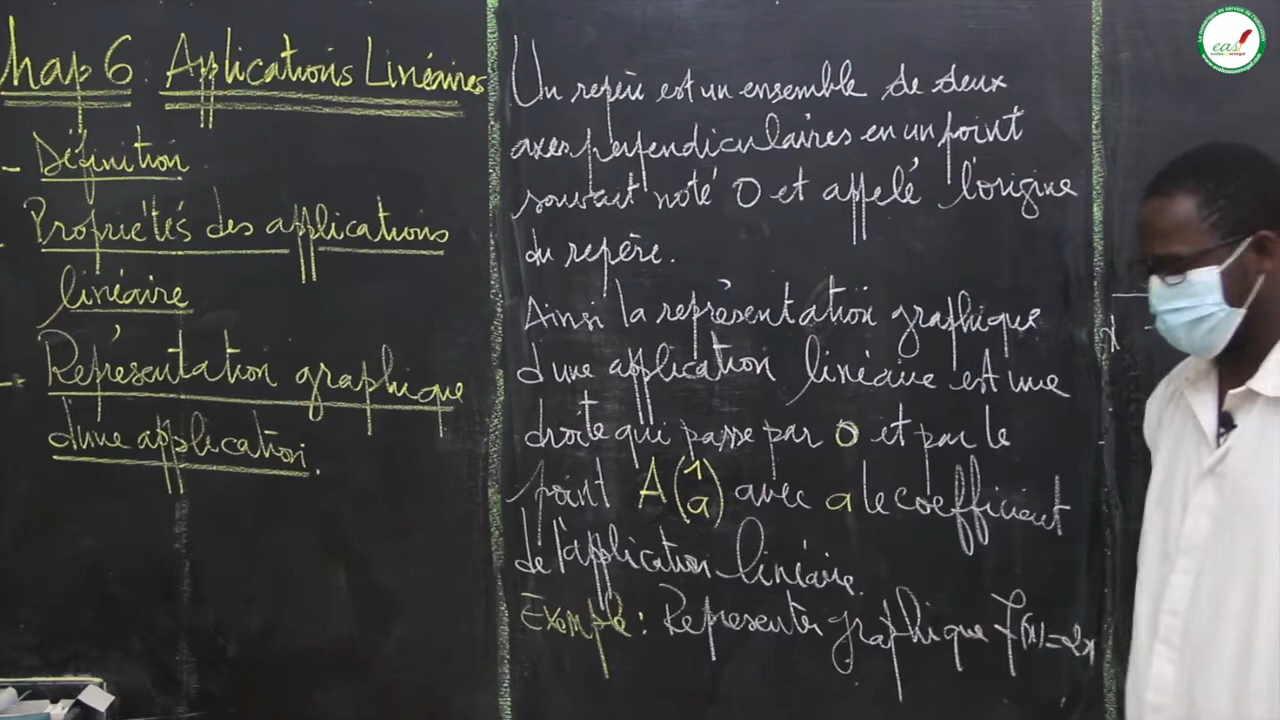 Chap 6 : Applications Linéaires
- Définition
- Propriétés des applications
linéaire
- Représentation graphique
d'une application.
Un repère est un ensemble de deux
axes perpendiculaires en un point
souvent noté O et appelé l'origine
du repère.
Ainsi la représentation graphique
d'une application linéaire est une
droite qui passe par O et par le
point A(1 a) avec a le coefficient
de l'application linéaire.
Exemple : Representer graphique f(x)=2x
x
easi